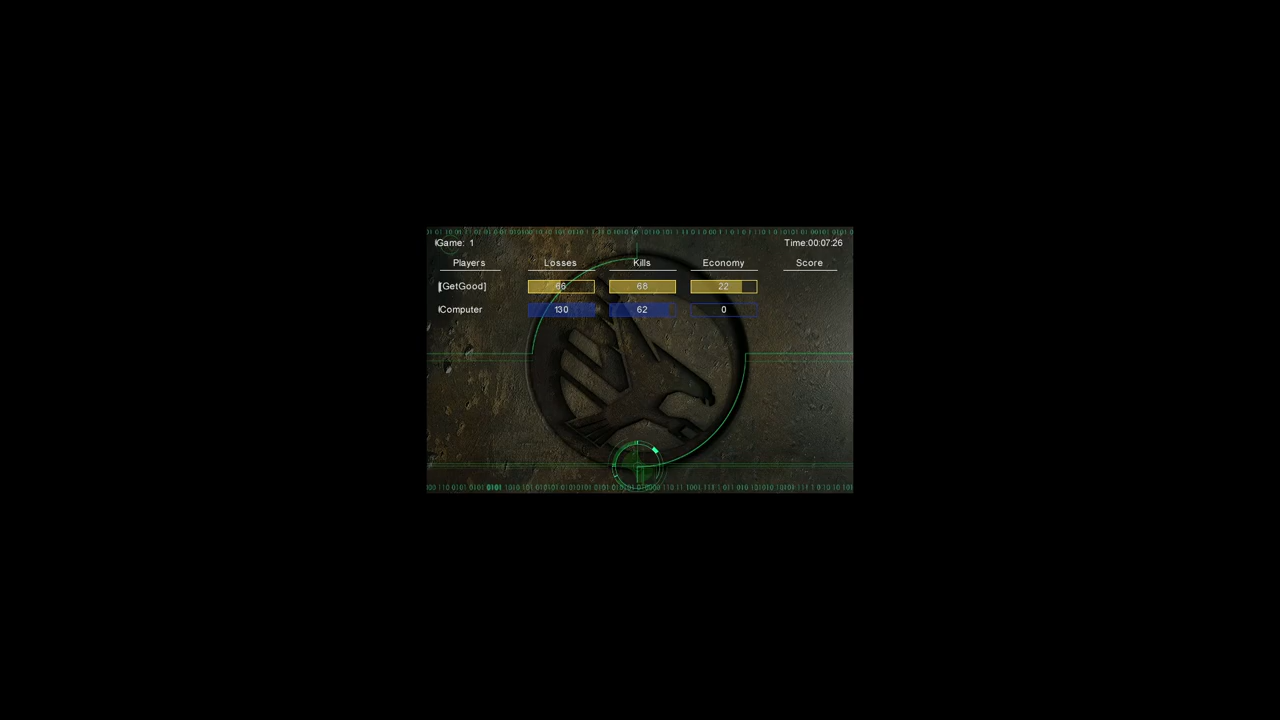 Game: 1 Time:00:07:26
Players Losses Kills Economy Score
[GetGood] 66 68 22
Computer 130 62 0